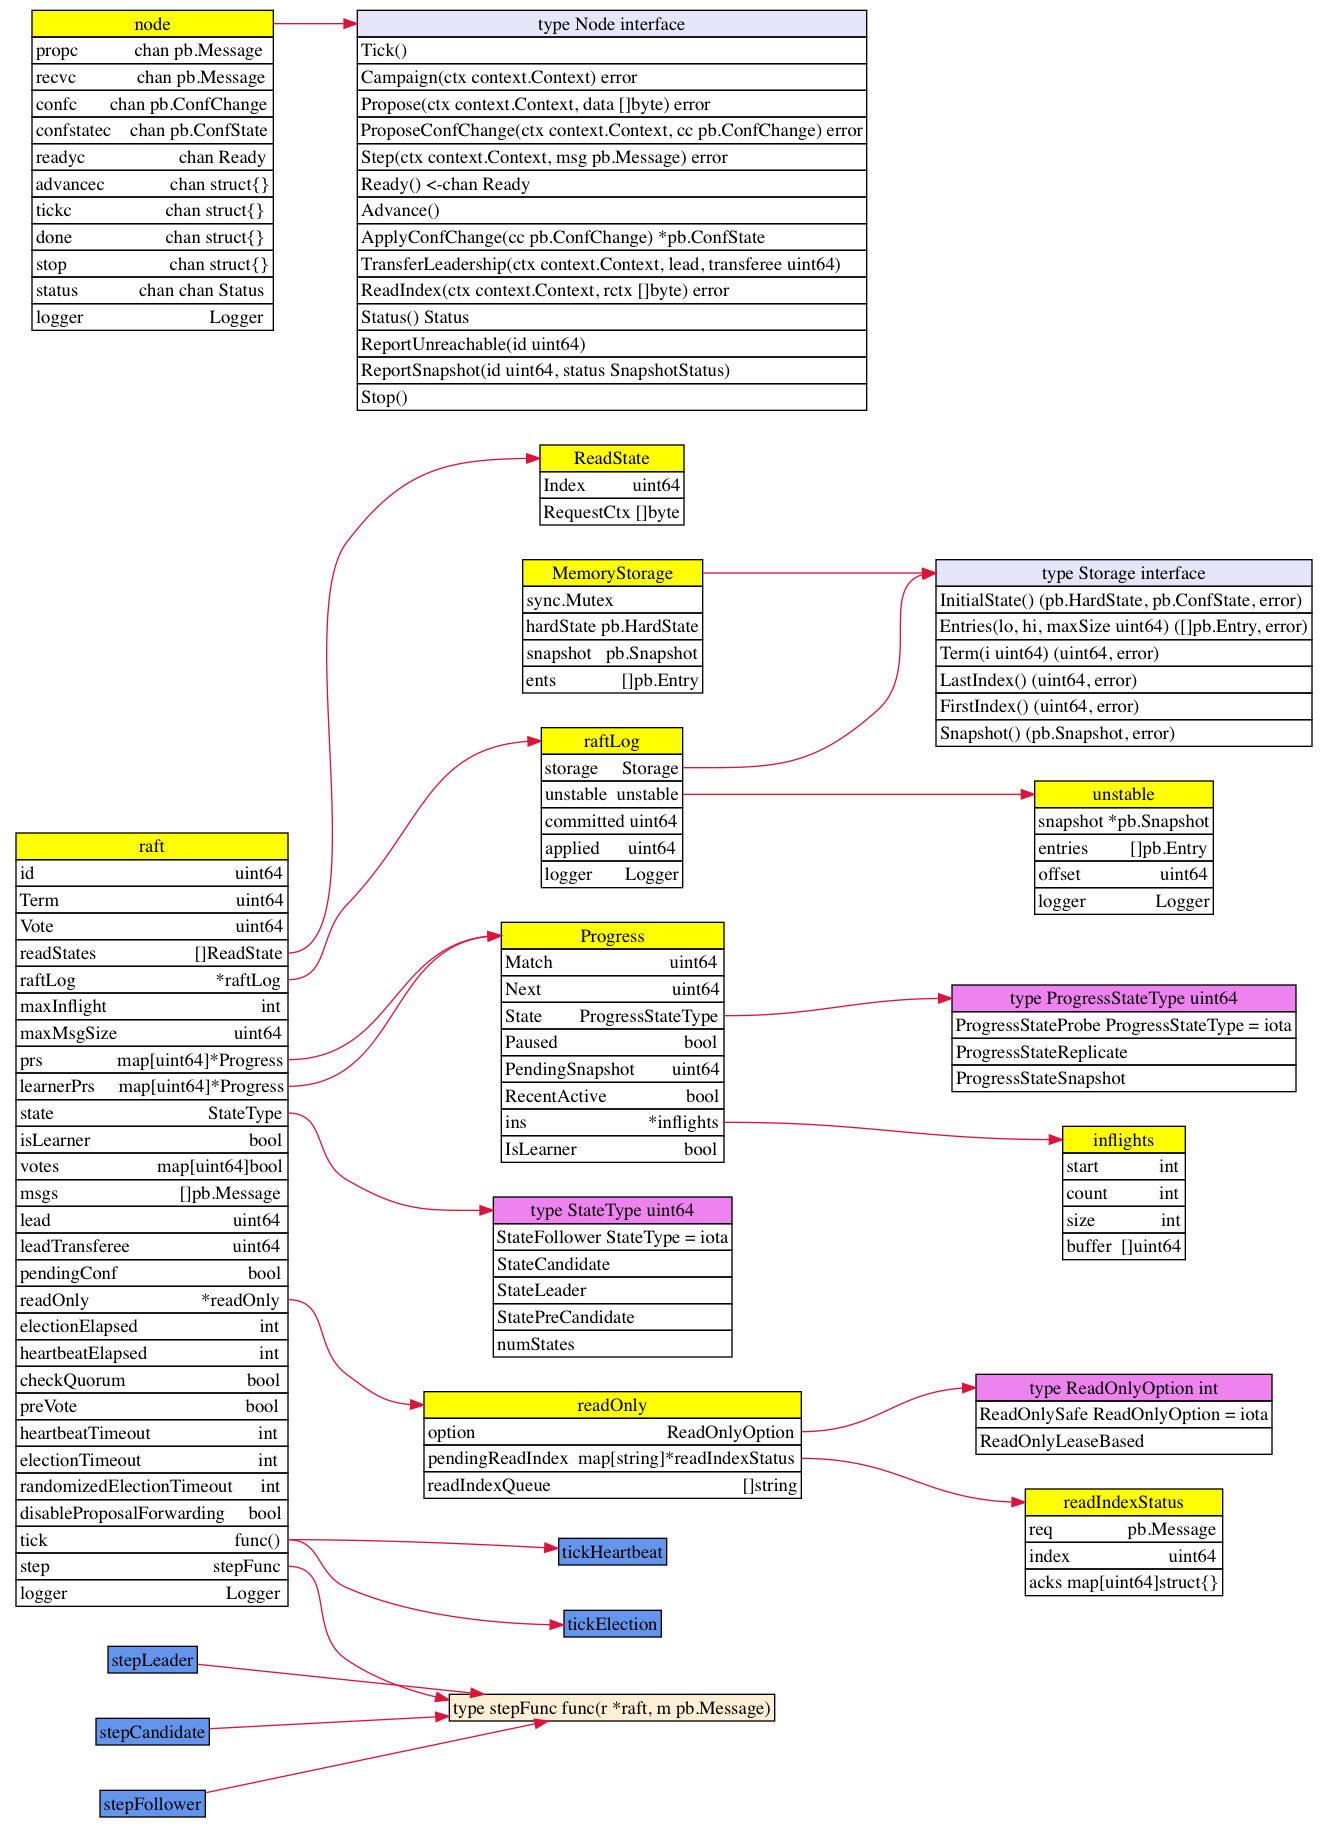 node
propc chan pb.Message
recvc chan pb.Message
confc chan pb.ConfChange
confstatec chan pb.ConfState
readyc chan Ready
advancec chan struct{}
tickc chan struct{}
done chan struct{}
stop chan struct{}
status chan chan Status
logger Logger
type Node interface
Tick()
Campaign(ctx context.Context) error
Propose(ctx context.Context, data []byte) error
ProposeConfChange(ctx context.Context, cc pb.ConfChange) error
Step(ctx context.Context, msg pb.Message) error
Ready() <-chan Ready
Advance()
ApplyConfChange(cc pb.ConfChange) *pb.ConfState
TransferLeadership(ctx context.Context, lead, transferee uint64)
ReadIndex(ctx context.Context, rctx []byte) error
Status() Status
ReportUnreachable(id uint64)
ReportSnapshot(id uint64, status SnapshotStatus)
Stop()
ReadState
Index uint64
RequestCtx []byte
MemoryStorage
sync.Mutex
hardState pb.HardState
snapshot pb.Snapshot
ents []pb.Entry
type Storage interface
InitialState() (pb.HardState, pb.ConfState, error)
Entries(lo, hi, maxSize uint64) ([]pb.Entry, error)
Term(i uint64) (uint64, error)
LastIndex() (uint64, error)
FirstIndex() (uint64, error)
Snapshot() (pb.Snapshot, error)
raftLog
storage Storage
unstable unstable
committed uint64
applied uint64
logger Logger
unstable
snapshot *pb.Snapshot
entries []pb.Entry
offset uint64
logger Logger
raft
id uint64
Term uint64
Vote uint64
readStates []ReadState
raftLog *raftLog
maxInflight int
maxMsgSize uint64
prs map[uint64]*Progress
learnerPrs map[uint64]*Progress
state StateType
isLearner bool
votes map[uint64]bool
msgs []pb.Message
lead uint64
leadTransferee uint64
pendingConf bool
readOnly *readOnly
electionElapsed int
heartbeatElapsed int
checkQuorum bool
preVote bool
heartbeatTimeout int
electionTimeout int
randomizedElectionTimeout int
disableProposalForwarding bool
tick func()
step stepFunc
logger Logger
Progress
Match uint64
Next uint64
State ProgressStateType
Paused bool
PendingSnapshot uint64
RecentActive bool
ins *inflights
IsLearner bool
type ProgressStateType uint64
ProgressStateProbe ProgressStateType = iota
ProgressStateReplicate
ProgressStateSnapshot
inflights
start int
count int
size int
buffer []uint64
type StateType uint64
StateFollower StateType = iota
StateCandidate
StateLeader
StatePreCandidate
numStates
readOnly
option ReadOnlyOption
pendingReadIndex map[string]*readIndexStatus
readIndexQueue []string
type ReadOnlyOption int
ReadOnlySafe ReadOnlyOption = iota
ReadOnlyLeaseBased
readIndexStatus
req pb.Message
index uint64
acks map[uint64]struct{}
tickHeartbeat
tickElection
stepLeader
stepCandidate
stepFollower
type stepFunc func(r *raft, m pb.Message)